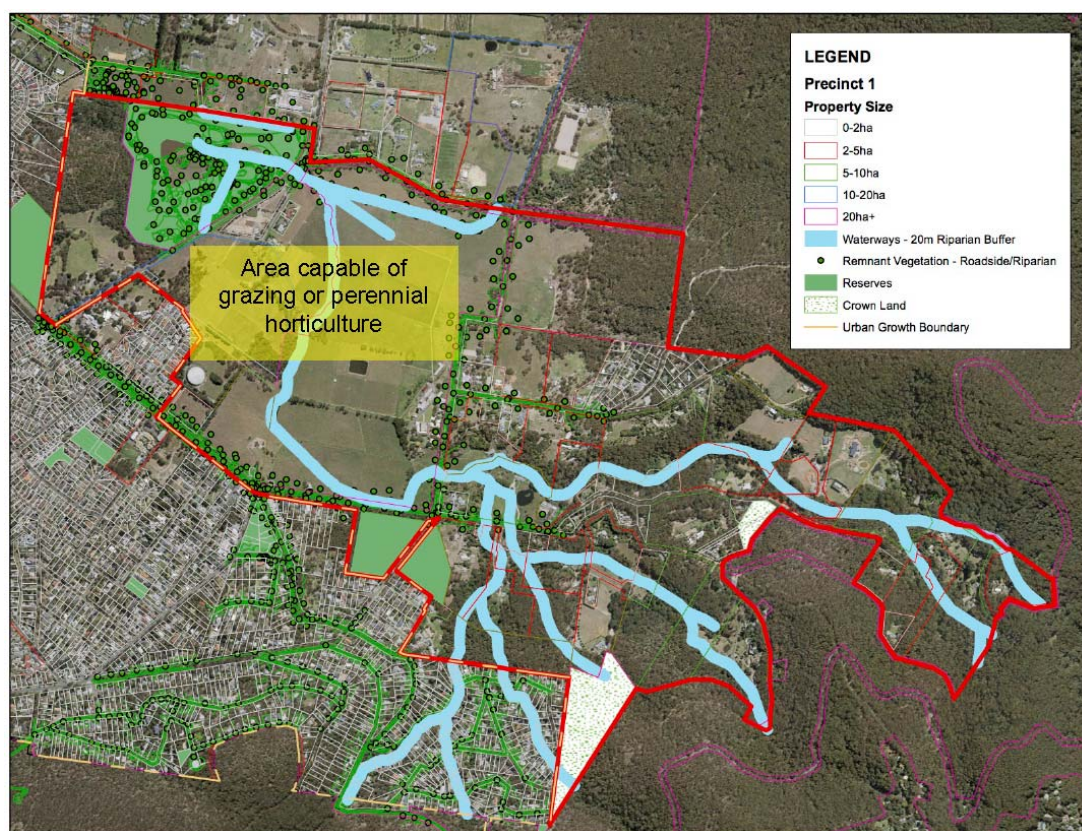 LEGEND
Precinct 1
Property Size
0-2ha
2-5ha
5-10ha
10-20ha
20ha+
Waterways - 20m Riparian Buffer
Remnant Vegetation - Roadside/Riparian
Reserves
Crown Land
Urban Growth Boundary
Area capable of
grazing or perennial
horticulture